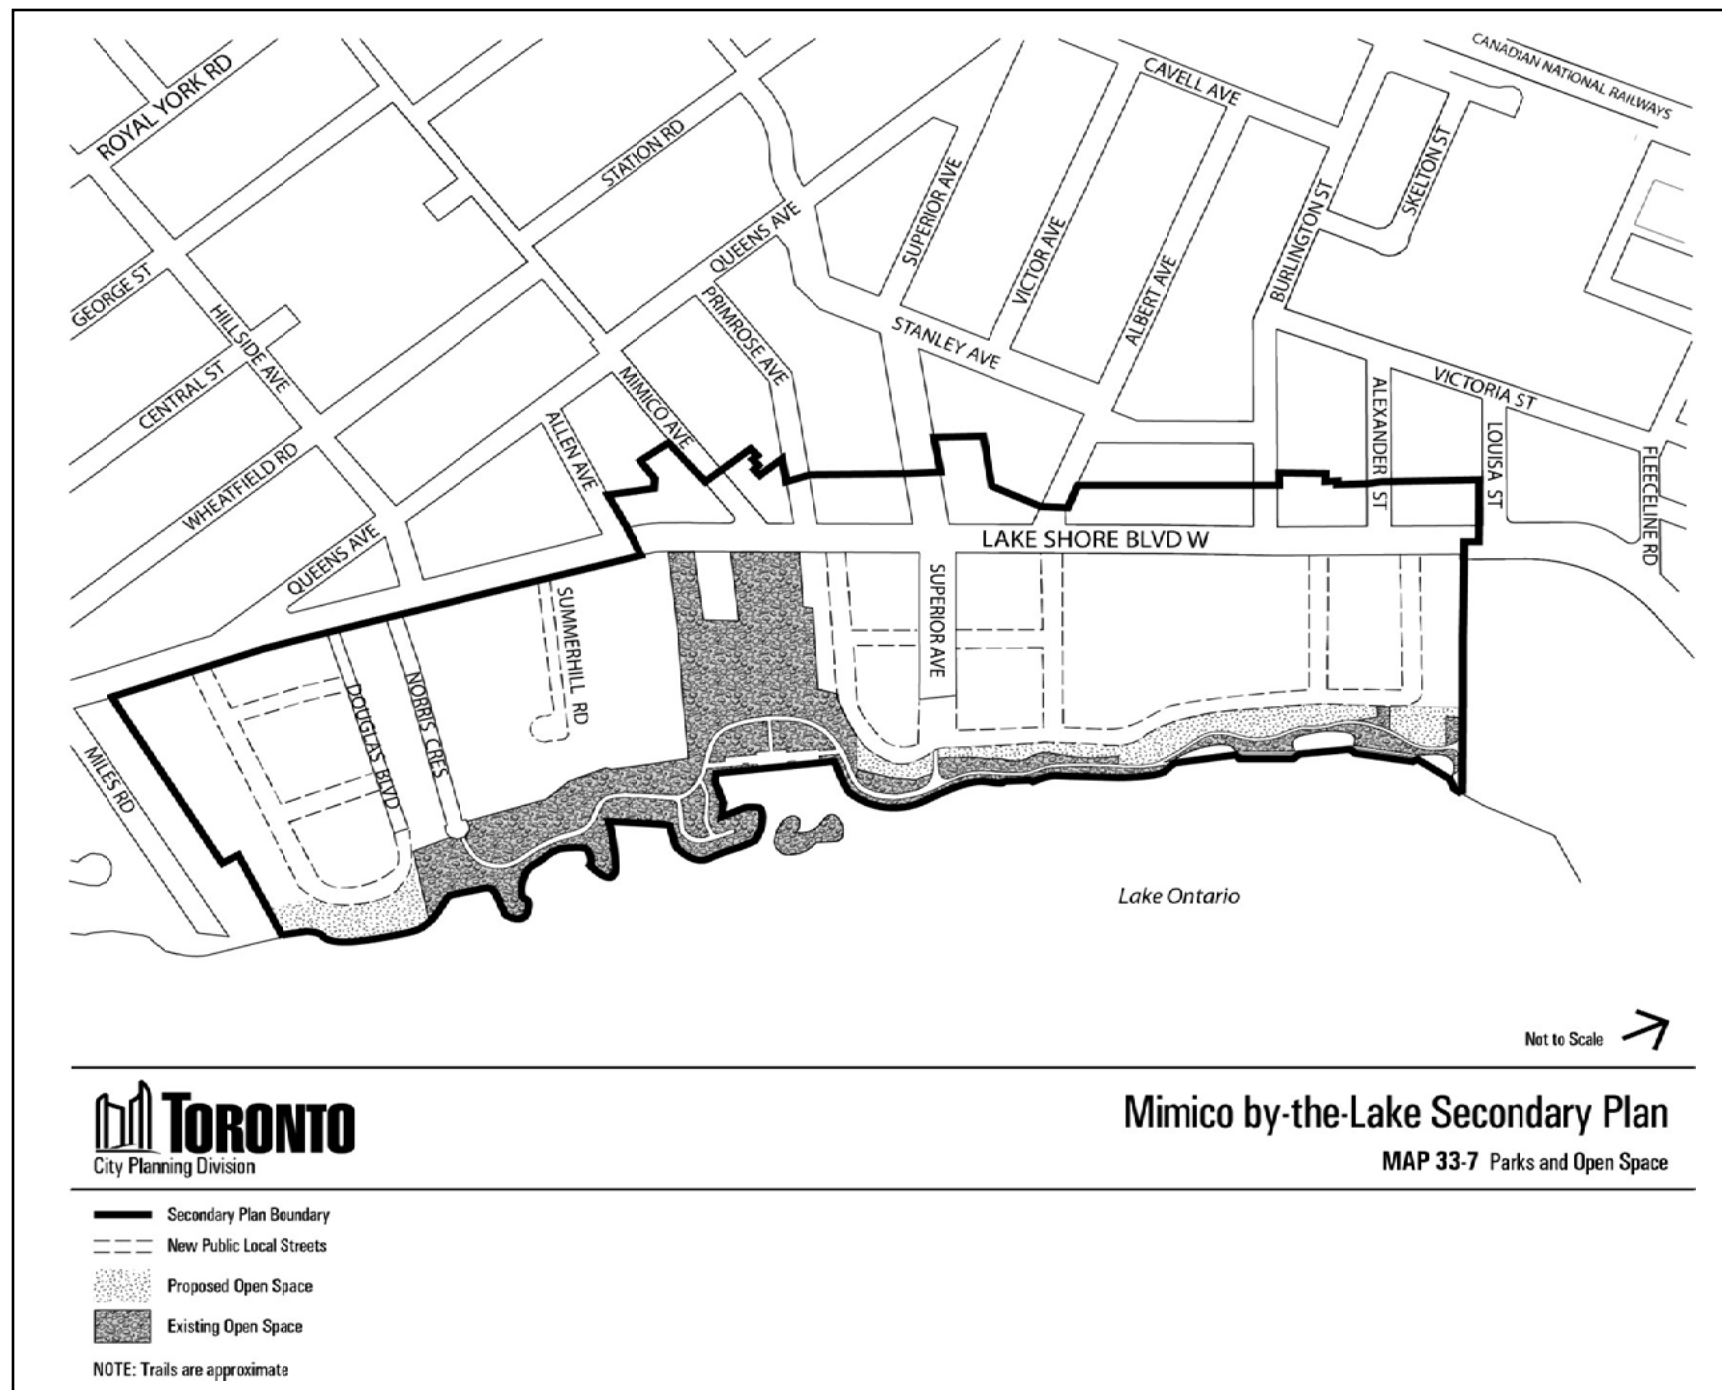 CANADIAN NATIONAL RAILWAYS
CAVELL AVE
ROYAL YORK RD
STATION RD
SKELTON ST
SUPERIOR AVE
BURLINGTON ST
QUEENS AVE
VICTOR AVE
ALBERT AVE
GEORGE ST
HILLSIDE AVE
PRIMROSE AVE
STANLEY AVE
CENTRAL ST
MIMICO AVE
VICTORIA ST
ALEXANDER ST
ALLEN AVE
LOUISA ST
WHEATFIELD RD
FLEECELINE RD
QUEENS AVE
LAKE SHORE BLVD W
SUMMERHILL RD
SUPERIOR AVE
NORRIS CRES
DOUGLAS BLVD
MILES RD
Lake Ontario
Not to Scale
TORONTO
City Planning Division
Mimico by-the-Lake Secondary Plan
MAP 33-7 Parks and Open Space
Secondary Plan Boundary
New Public Local Streets
Proposed Open Space
Existing Open Space
NOTE: Trails are approximate